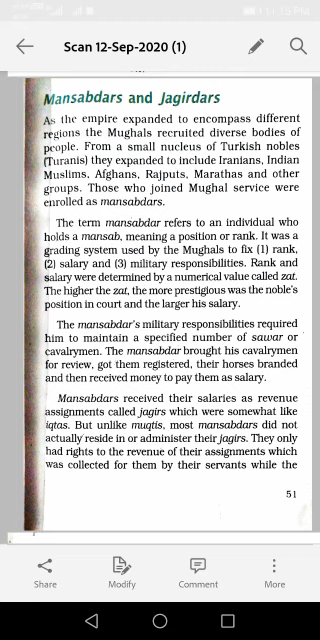 11:15 PM
Scan 12-Sep-2020 (1)
Mansabdars and Jagirdars
As the empire expanded to encompass different
regions the Mughals recruited diverse bodies of
people. From a small nucleus of Turkish nobles
(Turanis) they expanded to include Iranians, Indian
Muslims, Afghans, Rajputs, Marathas and other
groups. Those who joined Mughal service were
enrolled as mansabdars.
The term mansabdar refers to an individual who
holds a mansab, meaning a position or rank. It was a
grading system used by the Mughals to fix (1) rank,
(2) salary and (3) military responsibilities. Rank and
salary were determined by a numerical value called zat.
The higher the zat, the more prestigious was the noble's
position in court and the larger his salary.
The mansabdar's military responsibilities required
him to maintain a specified number of sawar or
cavalrymen. The mansabdar brought his cavalrymen
for review, got them registered, their horses branded
and then received money to pay them as salary.
Mansabdars received their salaries as revenue
assignments called jagirs which were somewhat like
iqtas. But unlike muqtis, most mansabdars did not
actually reside in or administer their jagirs. They only
had rights to the revenue of their assignments which
was collected for them by their servants while the
51
Share
Modify
Comment
More